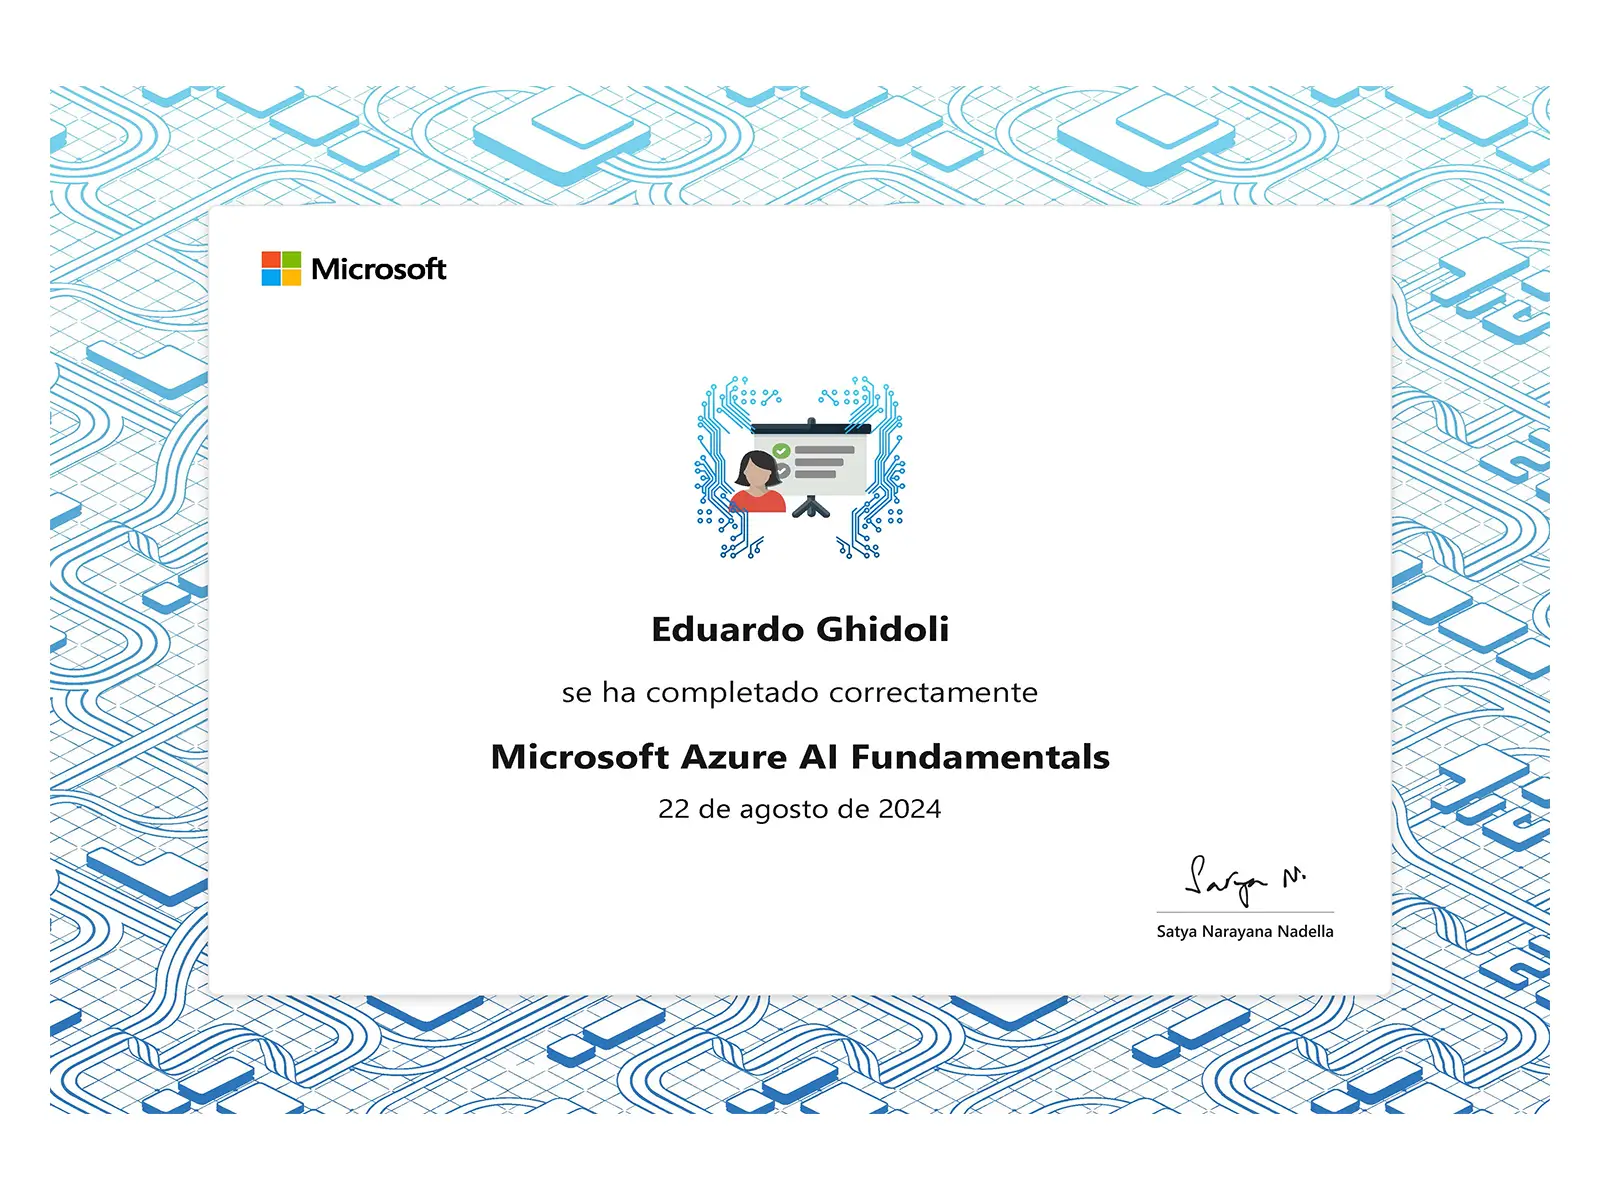 Microsoft
Eduardo Ghidoli
se ha completado correctamente
Microsoft Azure AI Fundamentals
22 de agosto de 2024
Satya N.
Satya Narayana Nadella